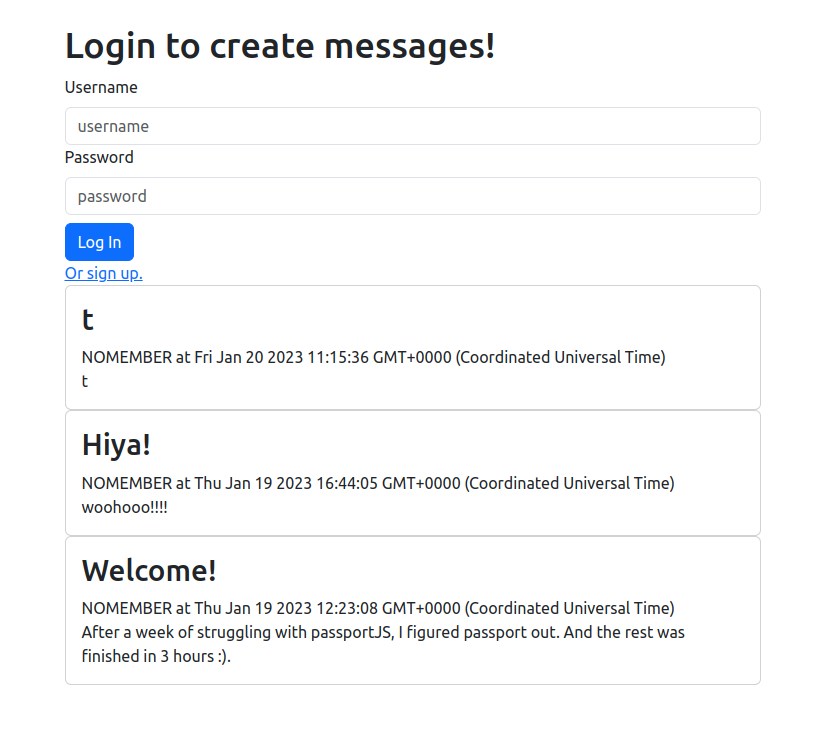 Login to create messages!
Username
username
Password
password
Log In
Or sign up.
t
NOMEMBER at Fri Jan 20 2023 11:15:36 GMT+0000 (Coordinated Universal Time)
t
Hiya!
NOMEMBER at Thu Jan 19 2023 16:44:05 GMT+0000 (Coordinated Universal Time)
woohooo!!!!
Welcome!
NOMEMBER at Thu Jan 19 2023 12:23:08 GMT+0000 (Coordinated Universal Time)
After a week of struggling with passportJS, I figured passport out. And the rest was
finished in 3 hours :).